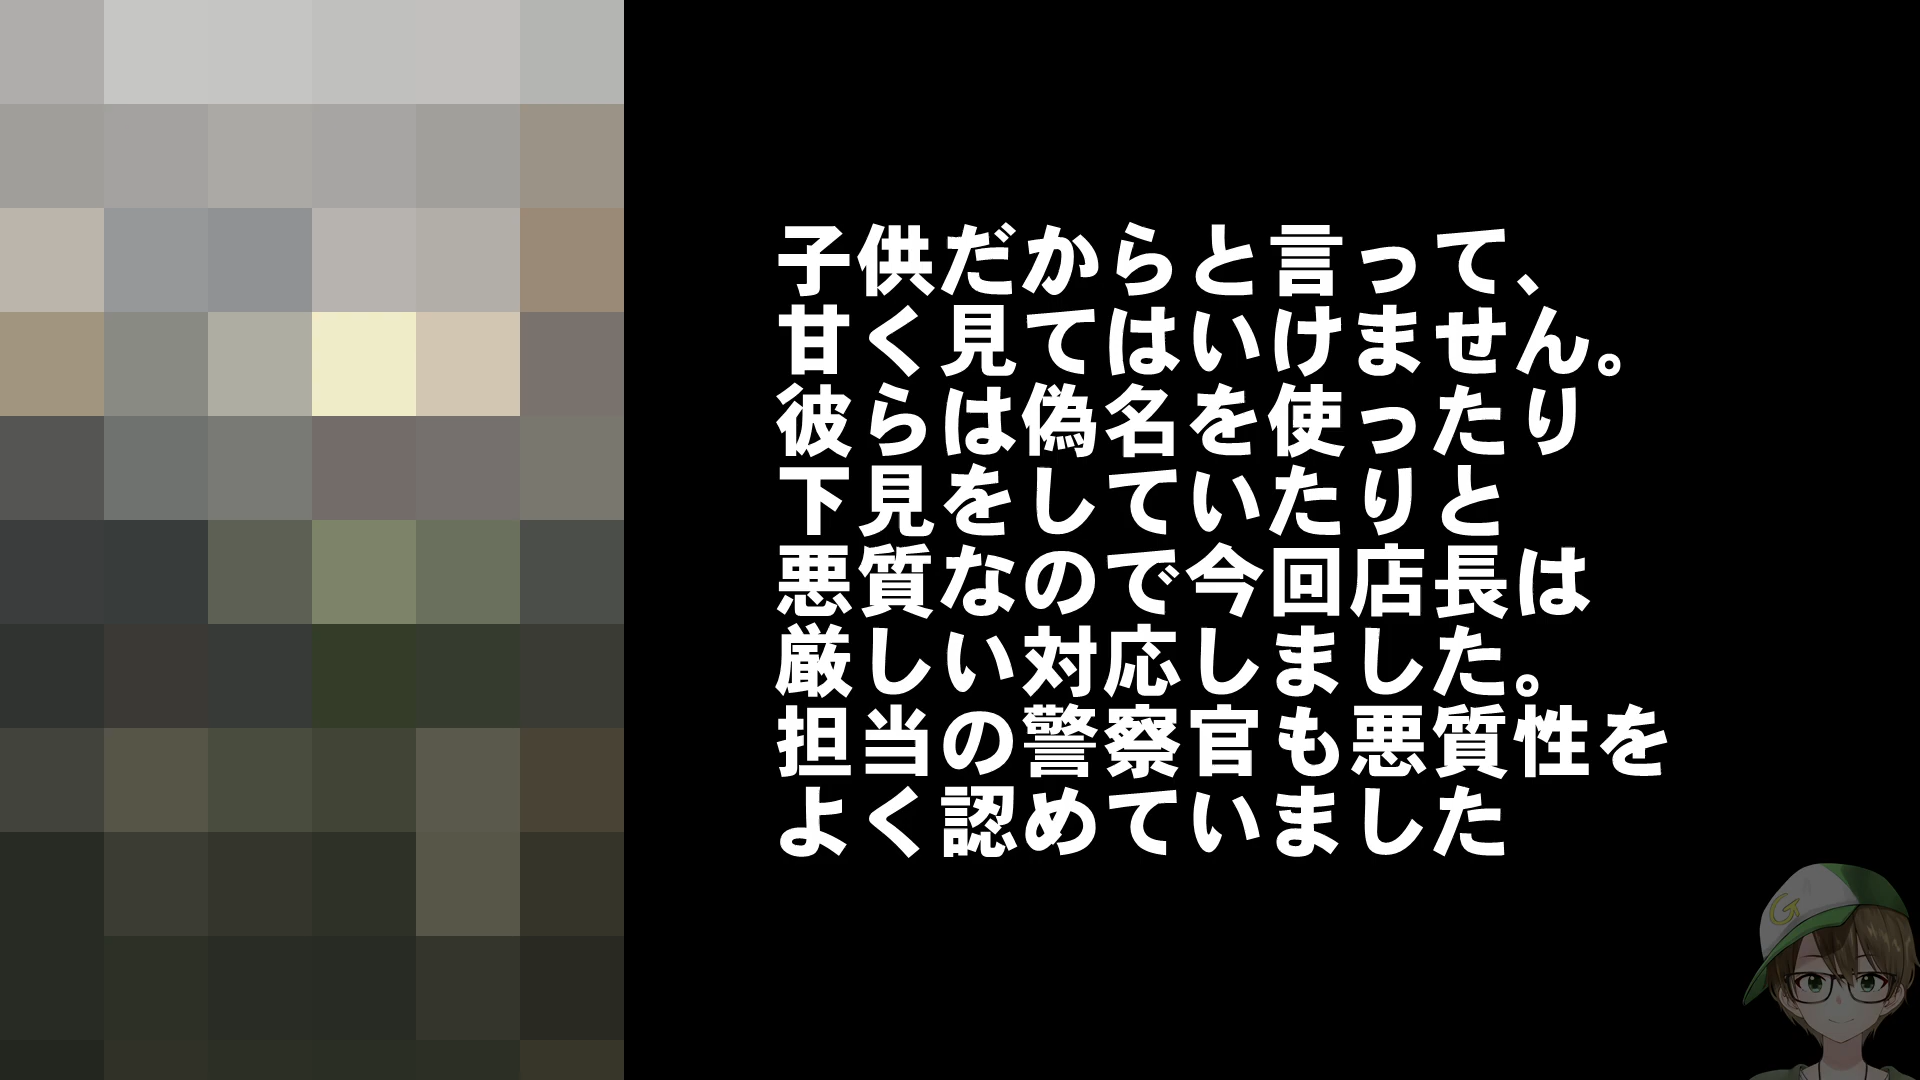 子供だからと言って、
甘く見てはいけません。
彼らは偽名を使ったり
下見をしていたりと
悪質なので今回店長は
厳しい対応しました。
担当の警察官も悪質性を
よく認めていました
G